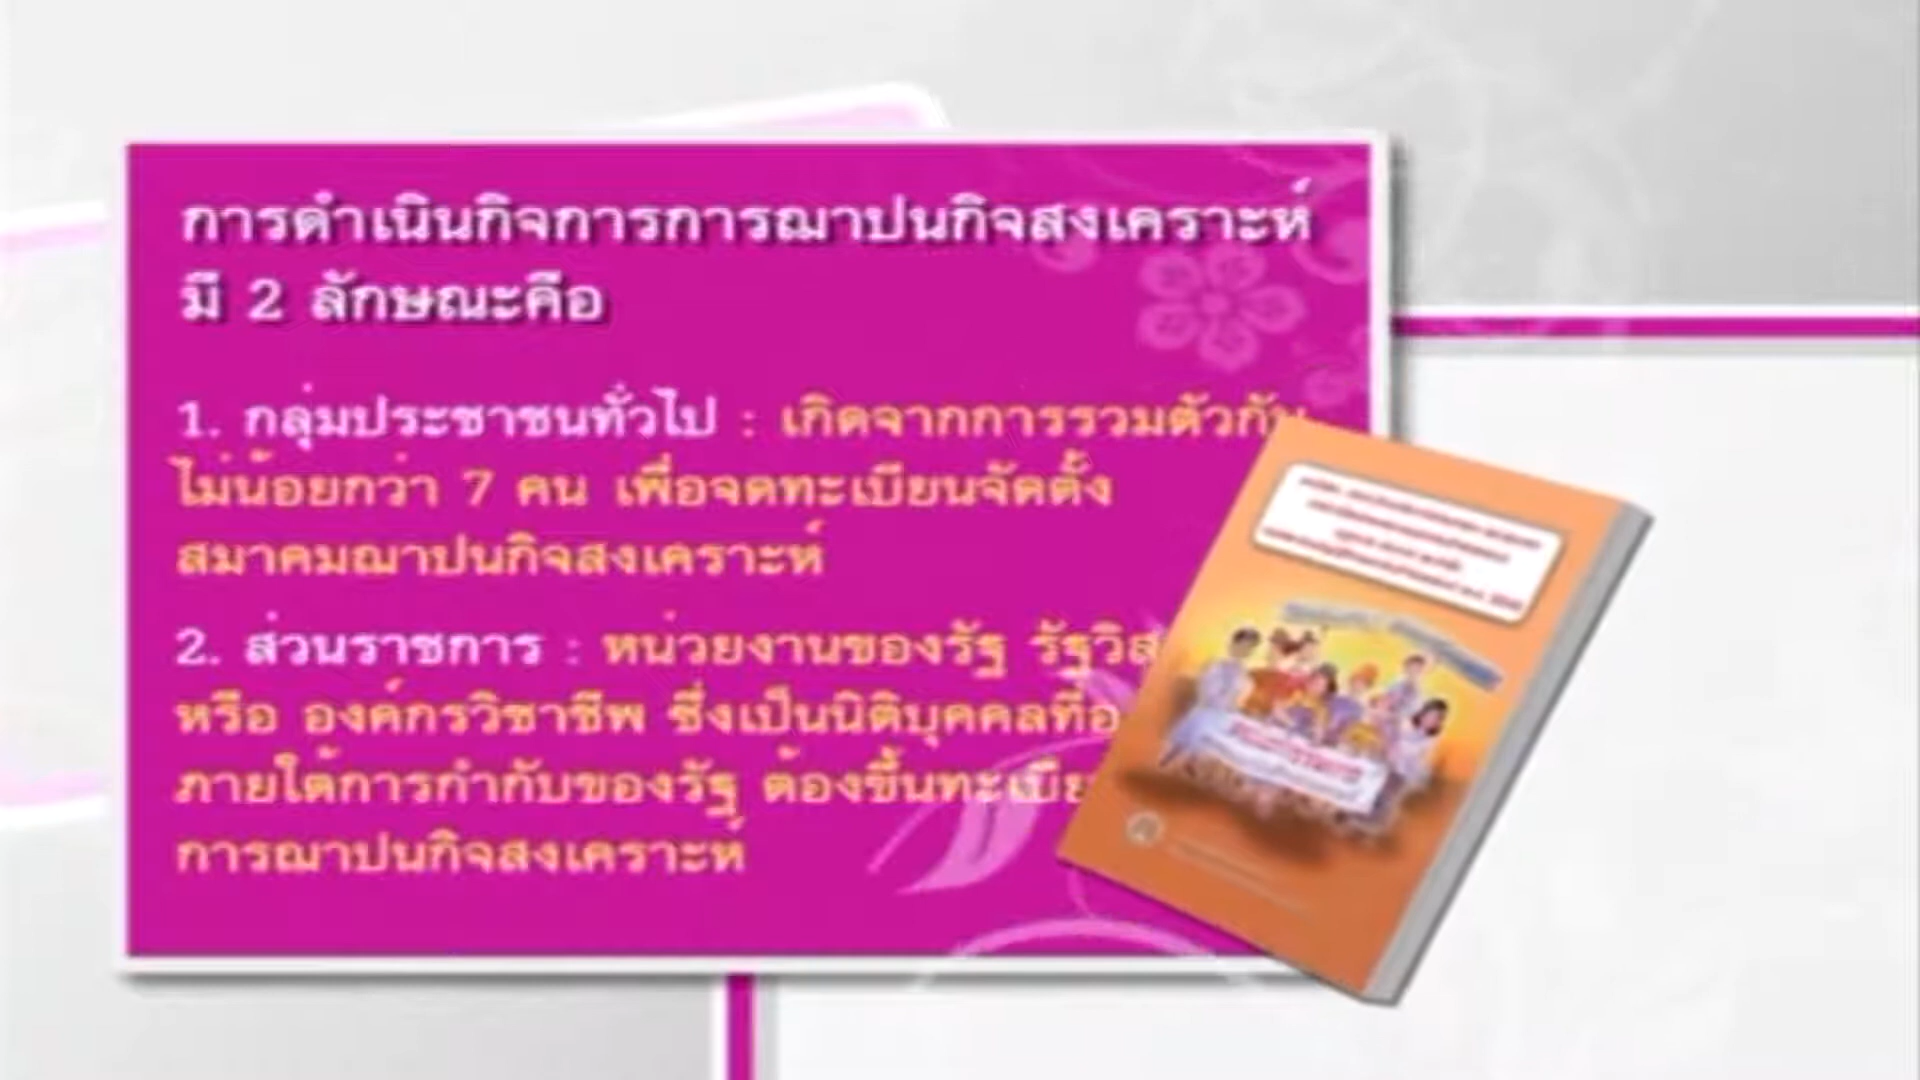 การดำเนินกิจการการฌาปนกิจสงเคราะห์
มี 2 ลักษณะคือ
1. กลุ่มประชาชนทั่วไป : เกิดจากการรวมตัวกัน
ไม่น้อยกว่า 7 คน เพื่อจดทะเบียนจัดตั้ง
สมาคมฌาปนกิจสงเคราะห์
2. ส่วนราชการ : หน่วยงานของรัฐ
หรือ องค์กรวิชาชีพ ซึ่งเป็นนิติบุคคลที่
ภายใต้การกำกับของรัฐ ต้องขึ้น
การฌาปนกิจสงเคราะห์